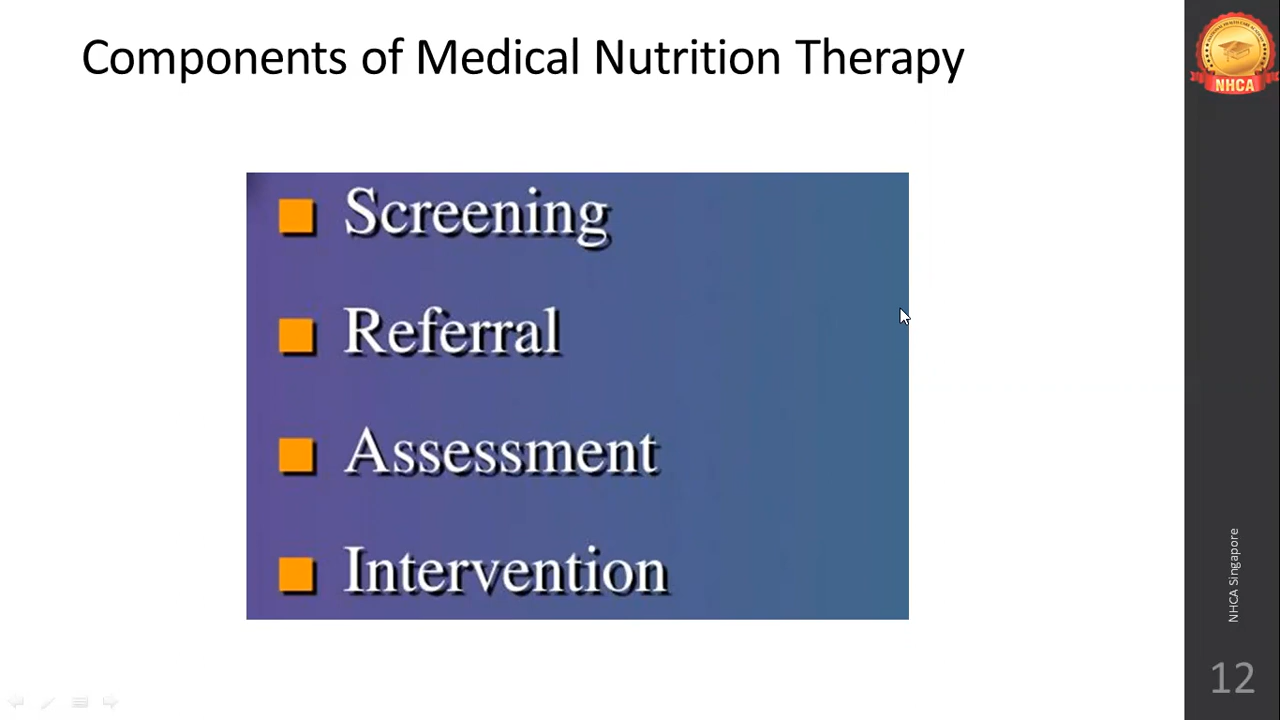 Components of Medical Nutrition Therapy
Screening
Referral
Assessment
Intervention
NHCA
NHCA Singapore
12